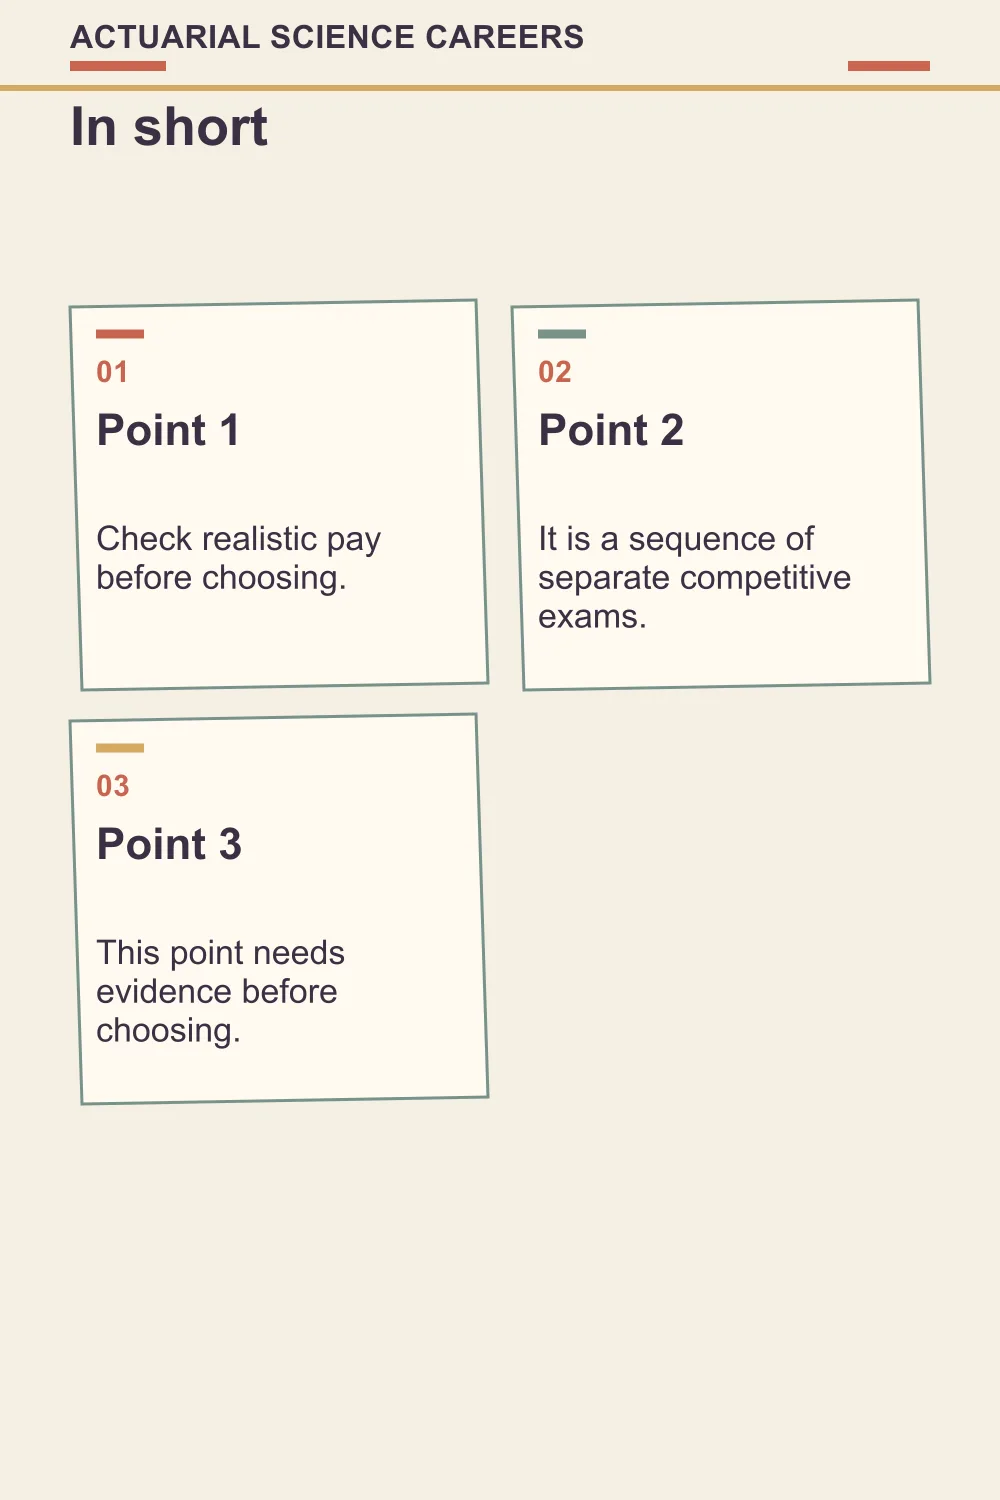 ACTUARIAL SCIENCE CAREERS
In short
01
Point 1
Check realistic pay
before choosing.
02
Point 2
It is a sequence of
separate competitive
exams.
03
Point 3
This point needs
evidence before
choosing.